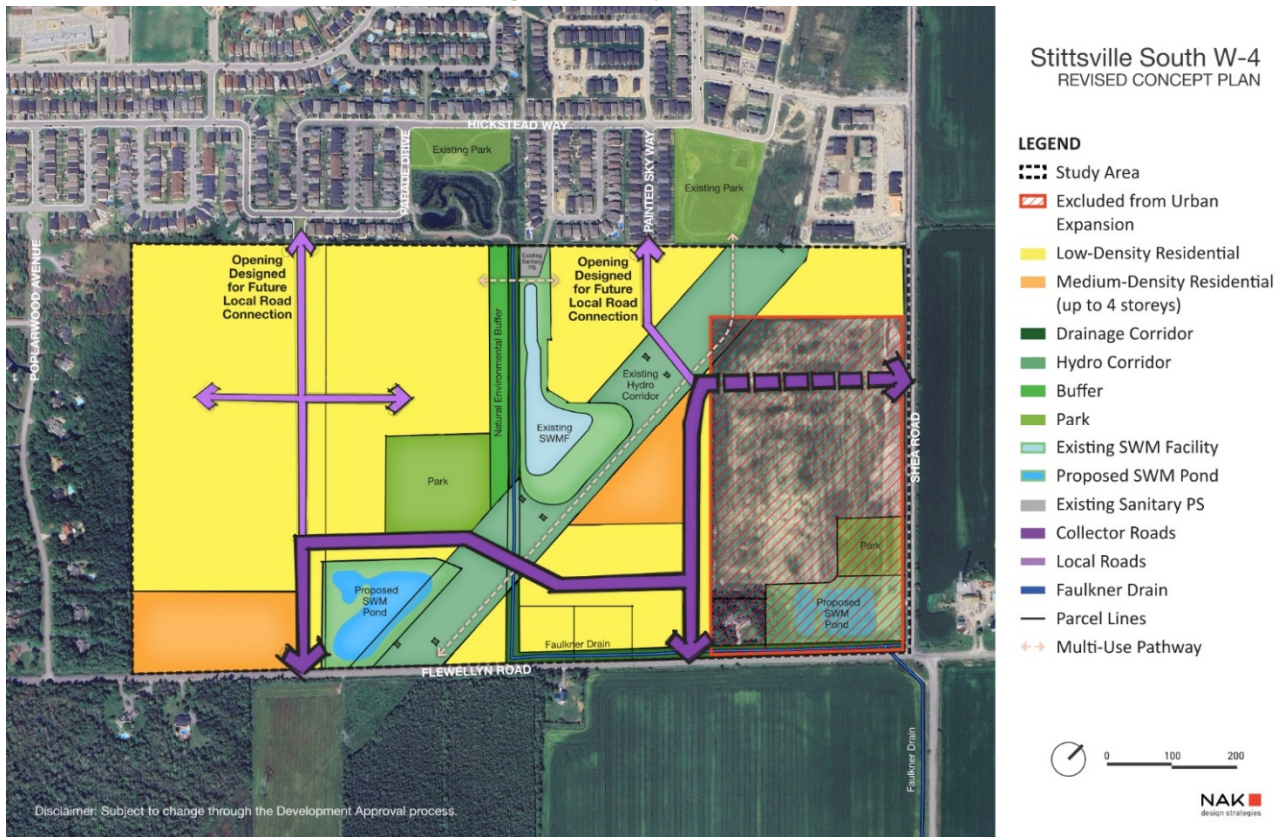 Stittsville South W-4
REVISED CONCEPT PLAN
LEGEND
Study Area
Excluded from Urban
Expansion
Low-Density Residential
Medium-Density Residential
(up to 4 storeys)
Drainage Corridor
Hydro Corridor
Buffer
Park
Existing SWM Facility
Proposed SWM Pond
Existing Sanitary PS
Collector Roads
Local Roads
Faulkner Drain
Parcel Lines
Multi-Use Pathway
0 100 200
NAK
design strategies
HICKSTEAD WAY
PARADE DRIVE
Existing Park
PAINTED SKY WAY
Existing Park
POPLARWOOD AVENUE
Opening
Designed
for Future
Local Road
Connection
Existing
Sanitary
PS
Opening
Designed
for Future
Local Road
Connection
Natural Environmental Buffer
Existing
Hydro
Corridor
Existing
SWMF
SHEA ROAD
Park
Park
Proposed
SWM
Pond
Proposed
SWM
Pond
Faulkner Drain
FLEWELLYN ROAD
Faulkner Drain
Disclaimer: Subject to change through the Development Approval process.